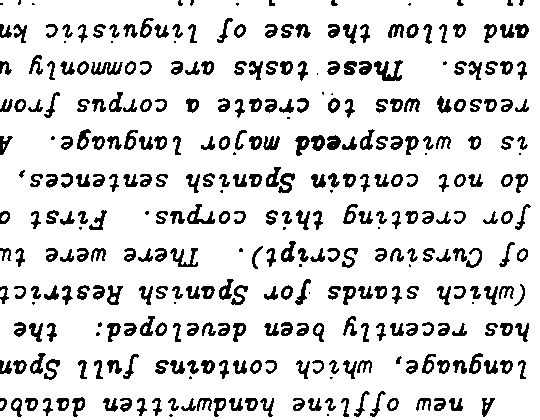 A new offline handwritten databa
language, which contains full Span
has recently been developed: the
(which stands for Spanish Restrict
of Cursive Script). There were tw
for creating this corpus. First o
do not contain Spanish sentences,
is a widespread major language. A
reason was to create a corpus from
tasks. These tasks are commonly u
and allow the use of linguistic kn